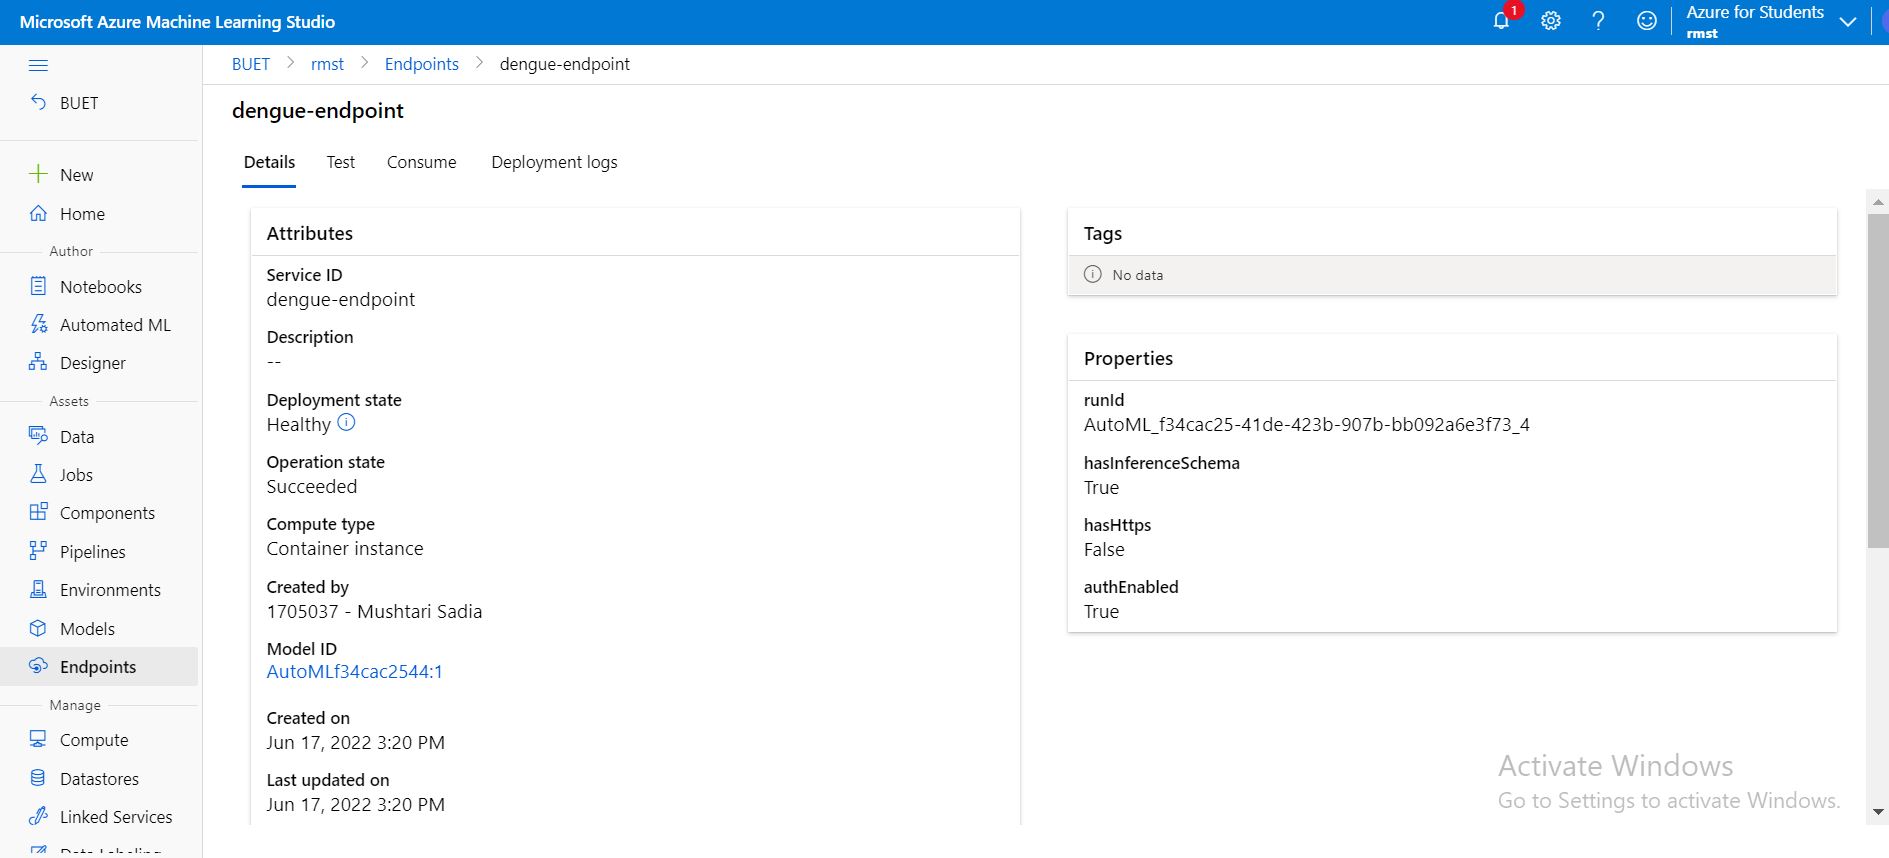 Microsoft Azure Machine Learning Studio
1
Azure for Students
rmst
BUET
New
Home
Author
Notebooks
Automated ML
Designer
Assets
Data
Jobs
Components
Pipelines
Environments
Models
Endpoints
Manage
Compute
Datastores
Linked Services
Data Labeling
BUET > rmst > Endpoints > dengue-endpoint
dengue-endpoint
Details Test Consume Deployment logs
Attributes
Service ID
dengue-endpoint
Description
--
Deployment state
Healthy
Operation state
Succeeded
Compute type
Container instance
Created by
1705037 - Mushtari Sadia
Model ID
AutoMLf34cac2544:1
Created on
Jun 17, 2022 3:20 PM
Last updated on
Jun 17, 2022 3:20 PM
Tags
No data
Properties
runId
AutoML_f34cac25-41de-423b-907b-bb092a6e3f73_4
hasInferenceSchema
True
hasHttps
False
authEnabled
True
Activate Windows
Go to Settings to activate Windows.